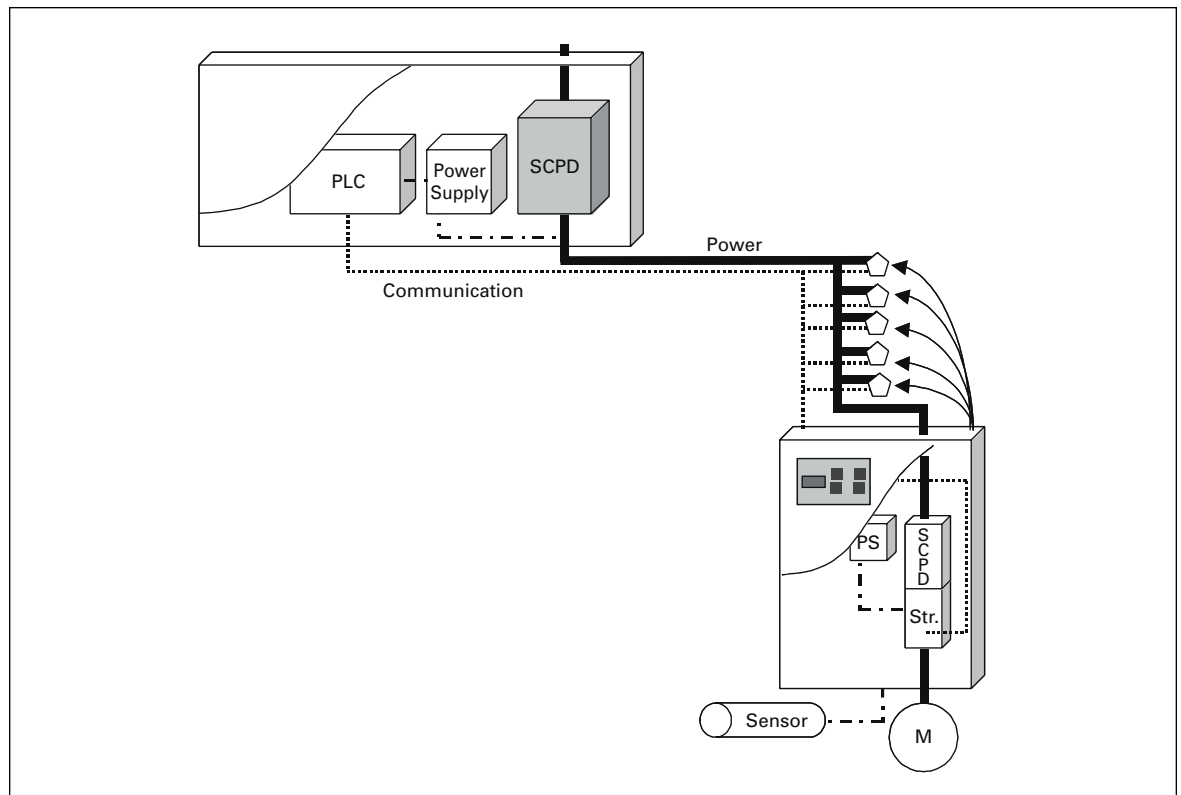 PLC
Power
Supply
SCPD
Power
Communication
PS
S
C
P
D
Str.
Sensor
M